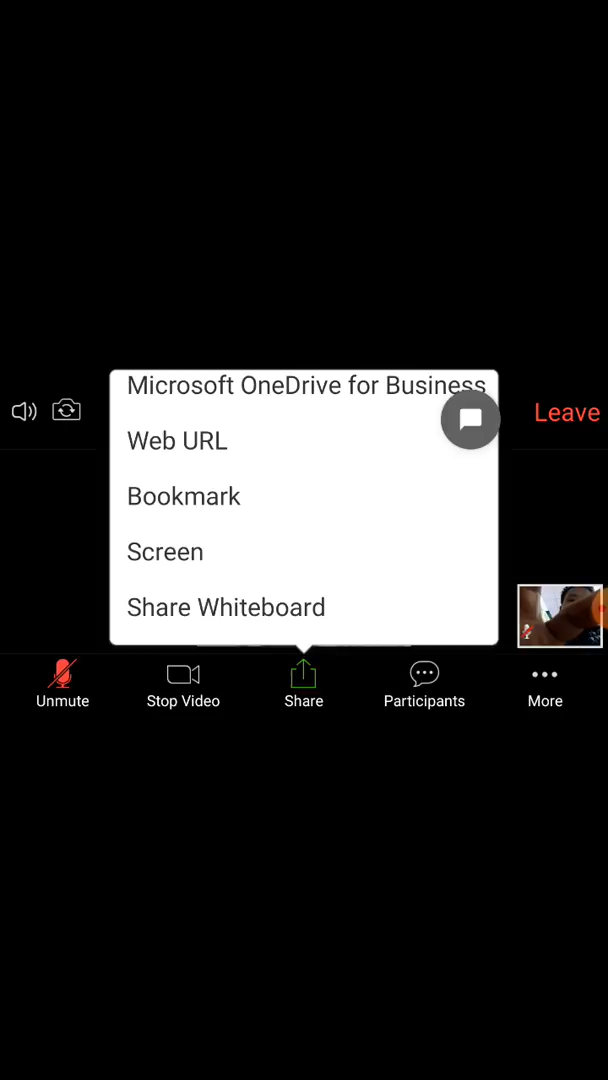 Microsoft OneDrive for Business
Web URL
Leave
Bookmark
Screen
Share Whiteboard
Unmute
Stop Video
Share
Participants
More